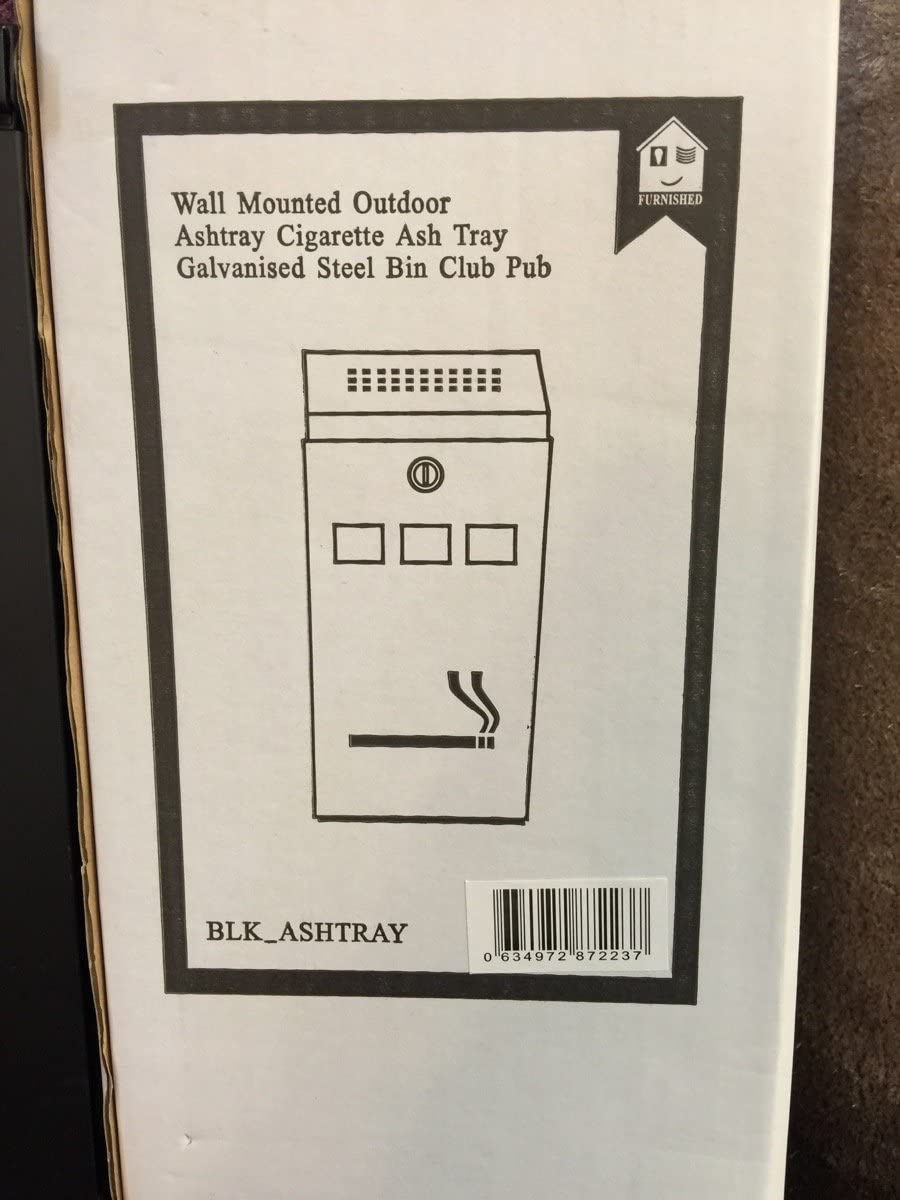 FURNISHED
Wall Mounted Outdoor
Ashtray Cigarette Ash Tray
Galvanised Steel Bin Club Pub
BLK_ASHTRAY
0 634972 872237